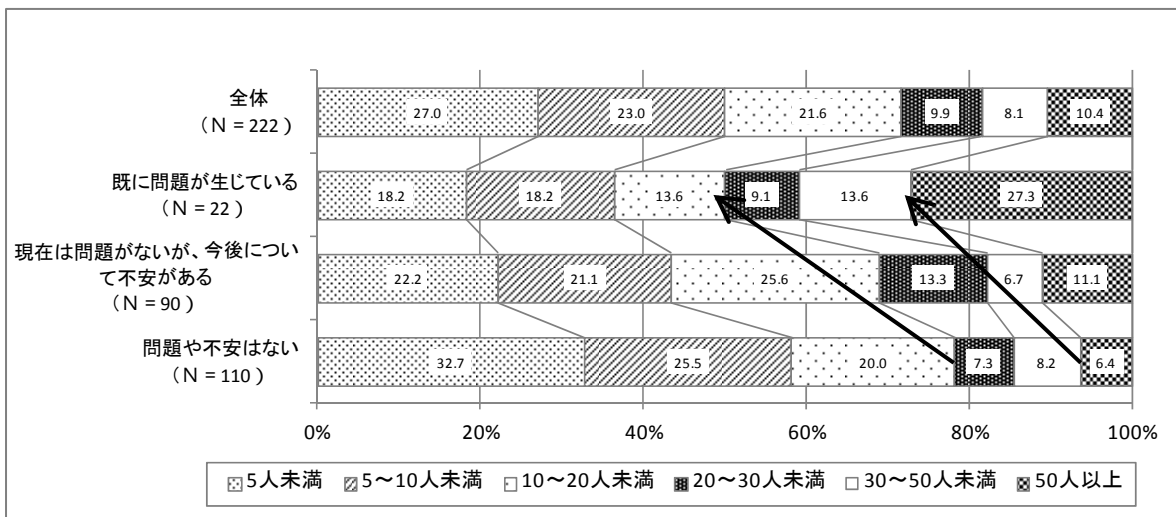 全体
（Ｎ＝222）
27.0 23.0 21.6 9.9 8.1 10.4
既に問題が生じている
（Ｎ＝22）
18.2 18.2 13.6 9.1 13.6 27.3
現在は問題がないが、今後につい
て不安がある
（Ｎ＝90）
22.2 21.1 25.6 13.3 6.7 11.1
問題や不安はない
（Ｎ＝110）
32.7 25.5 20.0 7.3 8.2 6.4
0% 20% 40% 60% 80% 100%
5人未満 5～10人未満 10～20人未満 20～30人未満 30～50人未満 50人以上